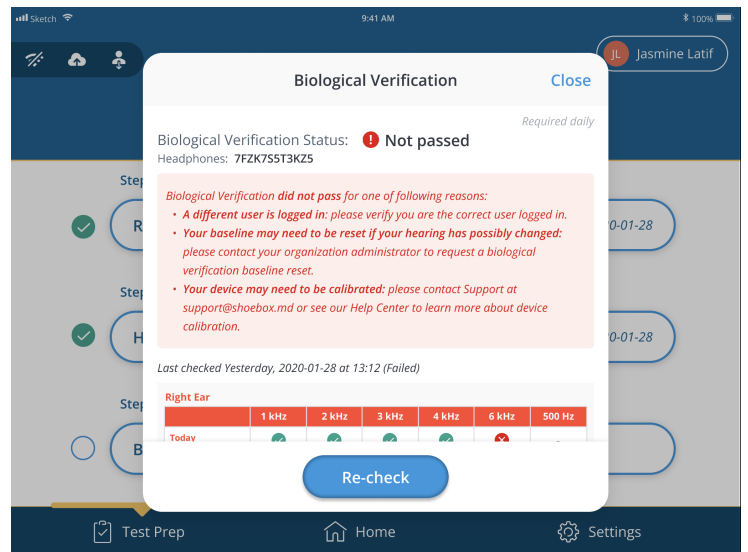 Sketch 9:41 AM 100%
JL Jasmine Latif
Biological Verification Close
Required daily
Biological Verification Status: Not passed
Headphones: 7FZK7S5T3KZ5
Biological Verification did not pass for one of following reasons:
• A different user is logged in: please verify you are the correct user logged in.
• Your baseline may need to be reset if your hearing has possibly changed:
please contact your organization administrator to request a biological
verification baseline reset.
• Your device may need to be calibrated: please contact Support at
support@shoebox.md or see our Help Center to learn more about device
calibration.
Last checked Yesterday, 2020-01-28 at 13:12 (Failed)
Right Ear
1 kHz 2 kHz 3 kHz 4 kHz 6 kHz 500 Hz
Today
Step
R 0-01-28
Step
H 0-01-28
Step
B
Re-check
Test Prep Home Settings